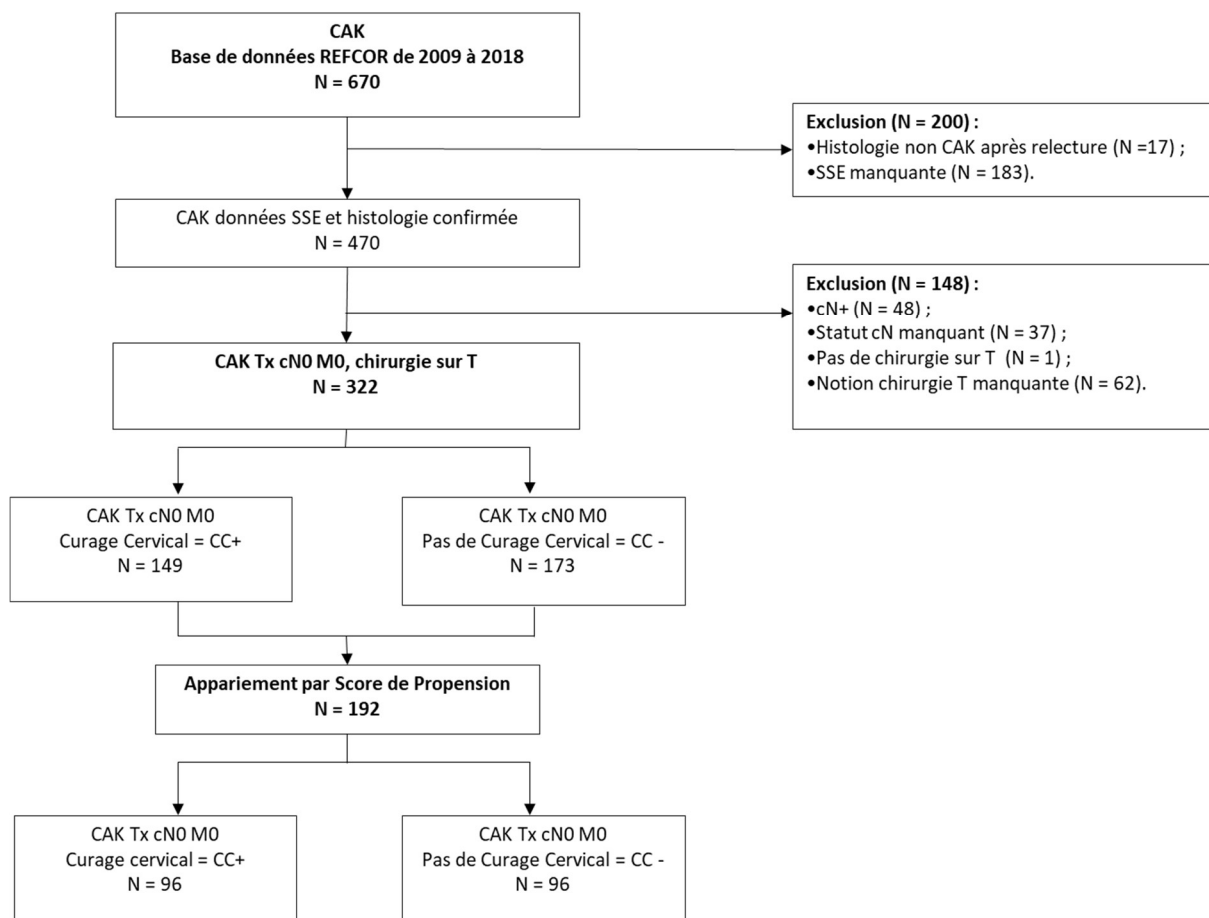 CAK
Base de données REFCOR de 2009 à 2018
N = 670
Exclusion (N = 200) :
•Histologie non CAK après relecture (N =17) ;
•SSE manquante (N = 183).
CAK données SSE et histologie confirmée
N = 470
Exclusion (N = 148) :
•cN+ (N = 48) ;
•Statut cN manquant (N = 37) ;
•Pas de chirurgie sur T (N = 1) ;
•Notion chirurgie T manquante (N = 62).
CAK Tx cN0 M0, chirurgie sur T
N = 322
CAK Tx cN0 M0
Curage Cervical = CC+
N = 149
CAK Tx cN0 M0
Pas de Curage Cervical = CC -
N = 173
Appariement par Score de Propension
N = 192
CAK Tx cN0 M0
Curage cervical = CC+
N = 96
CAK Tx cN0 M0
Pas de Curage Cervical = CC -
N = 96